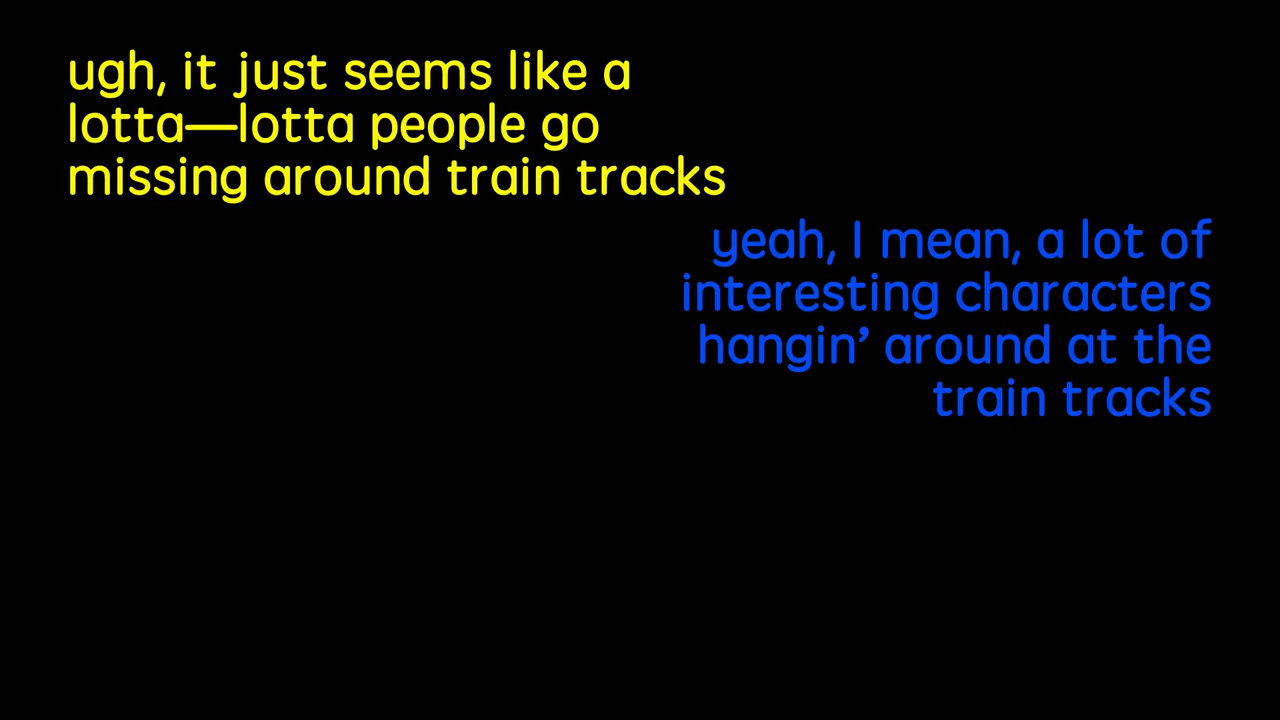 ugh, it just seems like a
lotta—lotta people go
missing around train tracks
yeah, I mean, a lot of
interesting characters
hangin’ around at the
train tracks